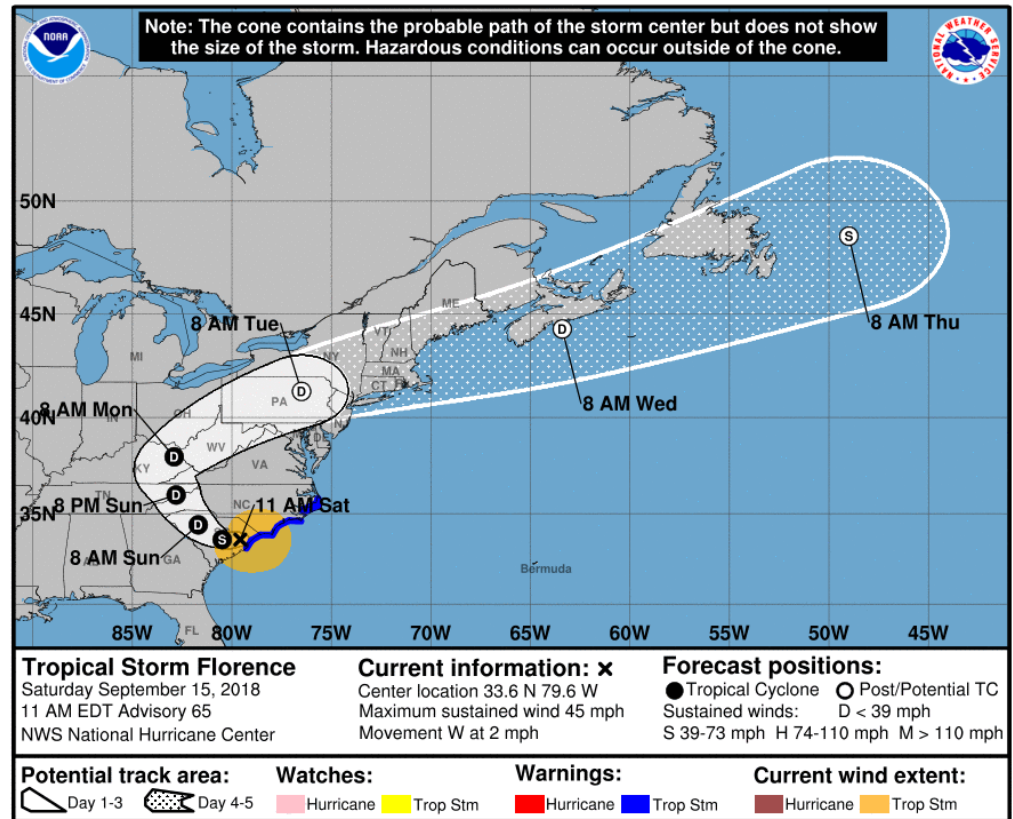 Note: The cone contains the probable path of the storm center but does not show
the size of the storm. Hazardous conditions can occur outside of the cone.
NOAA
NATIONAL WEATHER SERVICE
50N
45N
40N
35N
8 AM Tue
8 AM Mon
8 PM Sun
8 AM Sun
11 AM Sat
8 AM Wed
8 AM Thu
S
D
D
D
D
D
S
ME
VT
NH
NY
MA
CT
MI
PA
OH
IN
NJ
DE
WV
VA
KY
TN
NC
GA
FL
Bermuda
85W 80W 75W 70W 65W 60W 55W 50W 45W
Tropical Storm Florence
Saturday September 15, 2018
11 AM EDT Advisory 65
NWS National Hurricane Center
Current information: x
Center location 33.6 N 79.6 W
Maximum sustained wind 45 mph
Movement W at 2 mph
Forecast positions:
Tropical Cyclone Post/Potential TC
Sustained winds: D < 39 mph
S 39-73 mph H 74-110 mph M > 110 mph
Potential track area:
Day 1-3 Day 4-5
Watches:
Hurricane Trop Stm
Warnings:
Hurricane Trop Stm
Current wind extent:
Hurricane Trop Stm